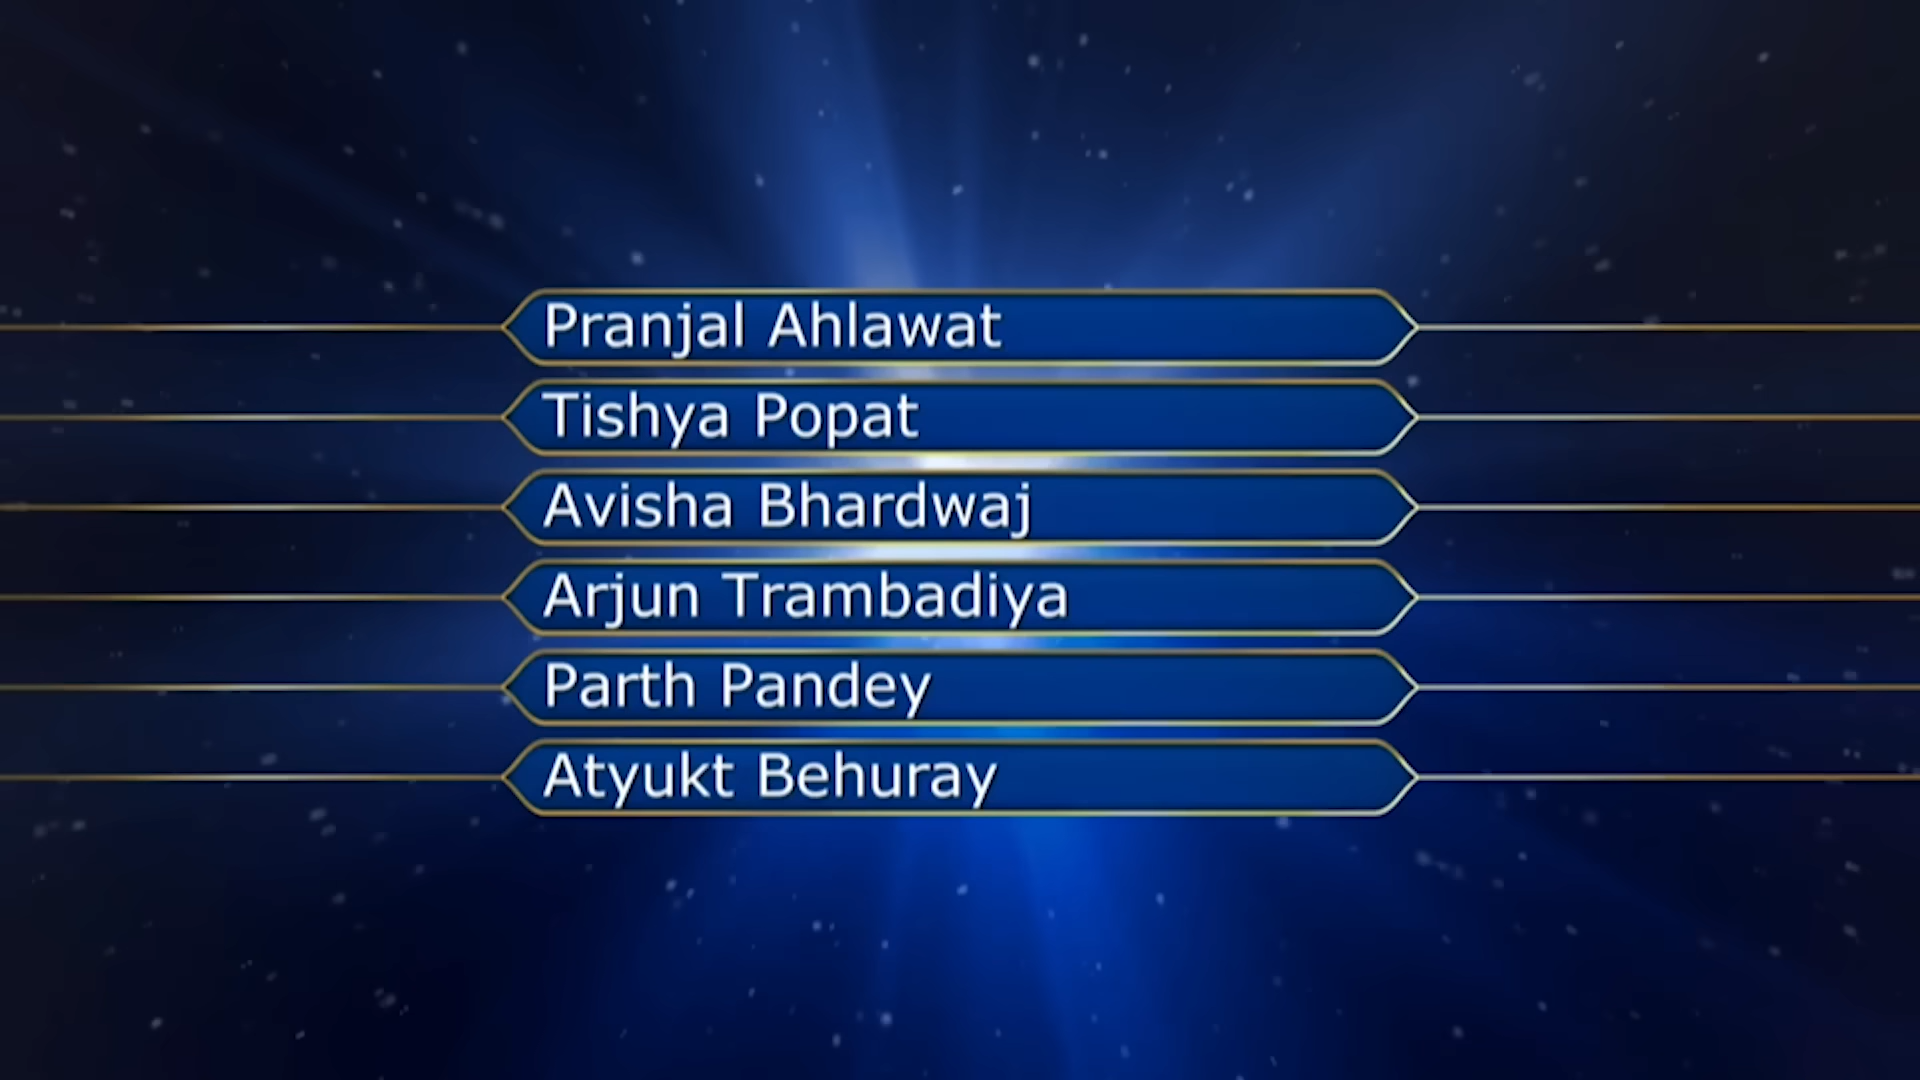 Pranjal Ahlawat
Tishya Popat
Avisha Bhardwaj
Arjun Trambadiya
Parth Pandey
Atyukt Behuray